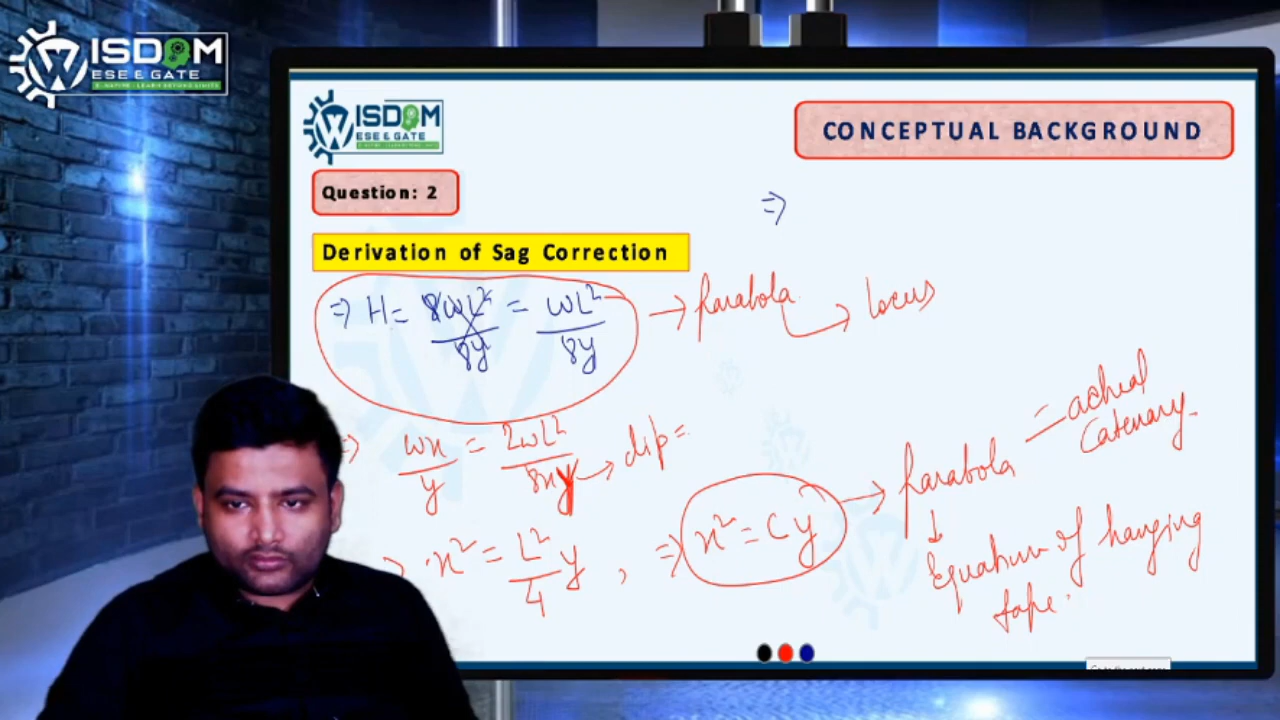 WISDOM
ESE & GATE
WISDOM
ESE & GATE
CONCEPTUAL BACKGROUND
Question: 2
⇒
Derivation of Sag Correction
⇒ H = 8wL²/8y = wL²/8y → Parabola → locus
⇒ wx/y = 2wL²/8xy → dip =
x² = L²/4 y , ⇒ x² = Cy → Parabola = actual Catenary.
↓
Equation of hanging
tape.